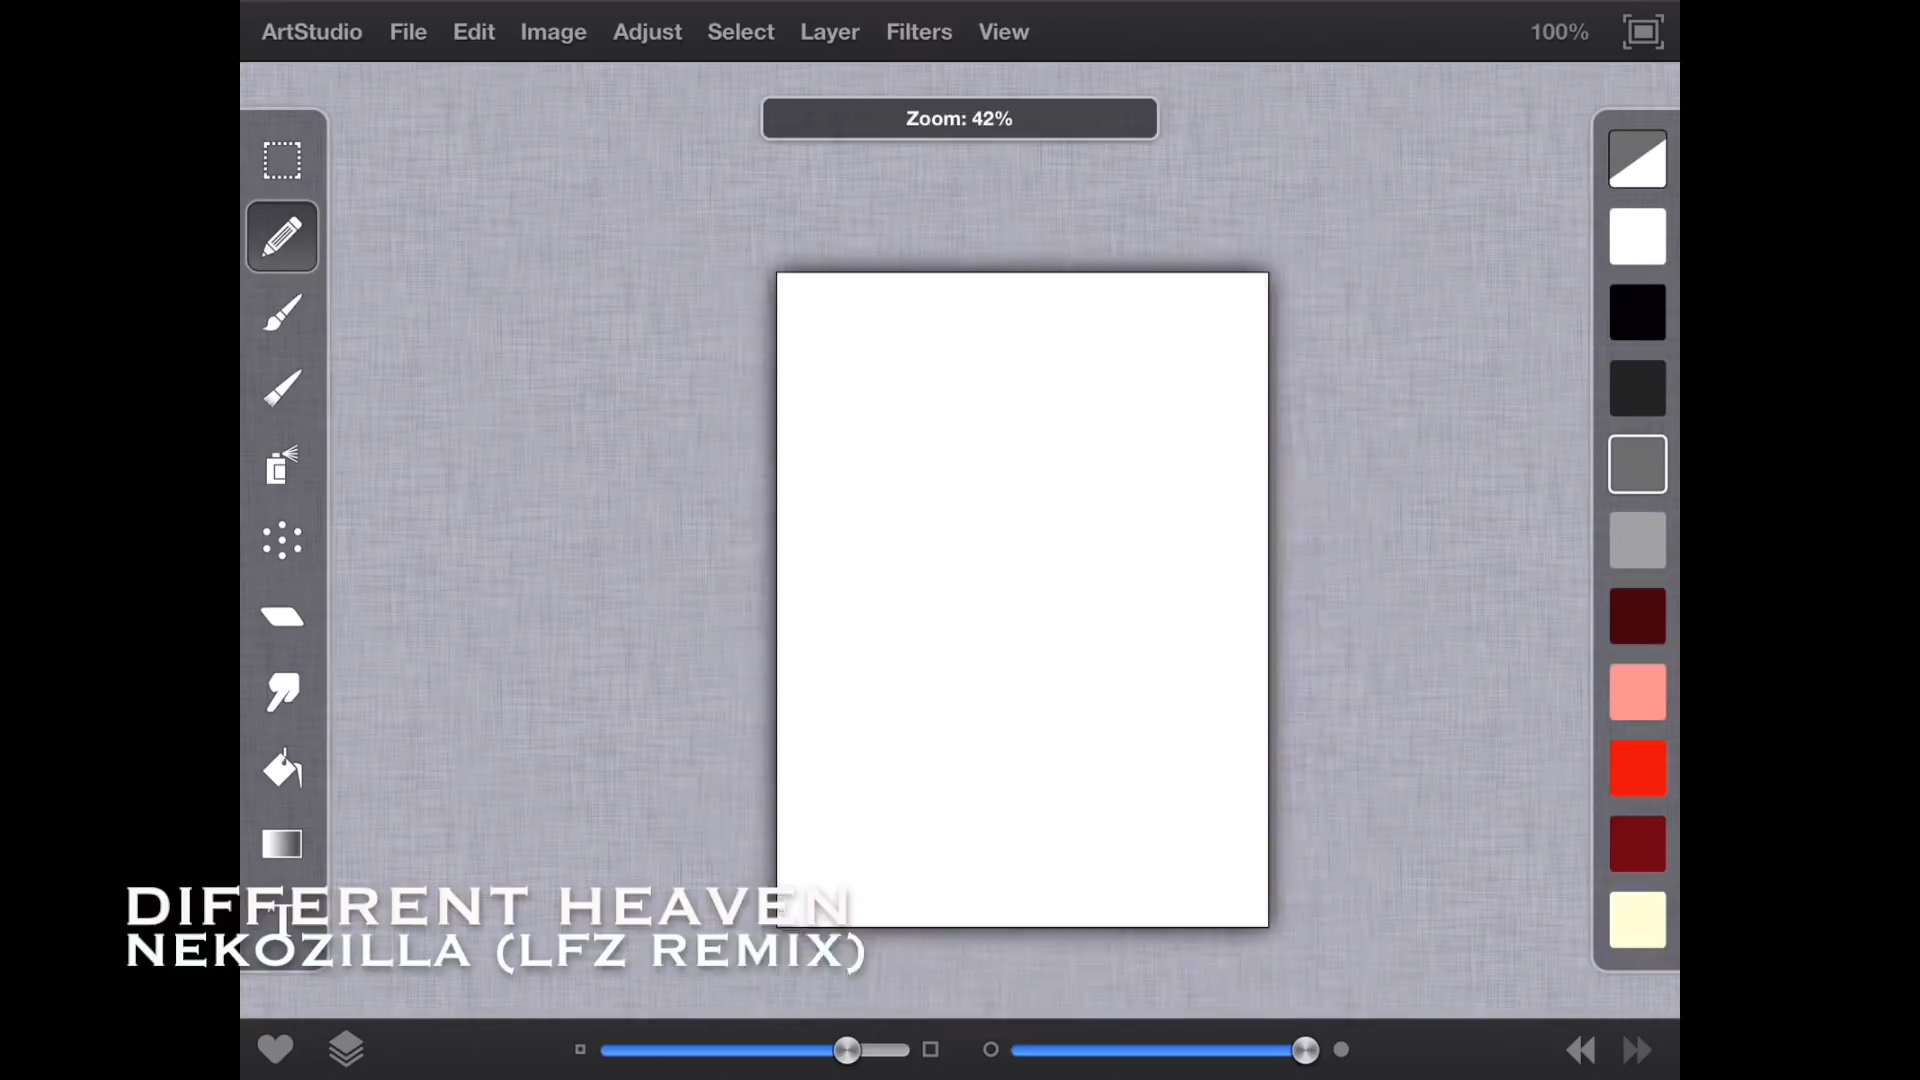 ArtStudio File Edit Image Adjust Select Layer Filters View 100%
Zoom: 42%
DIFFERENT HEAVEN
NEKOZILLA (LFZ REMIX)